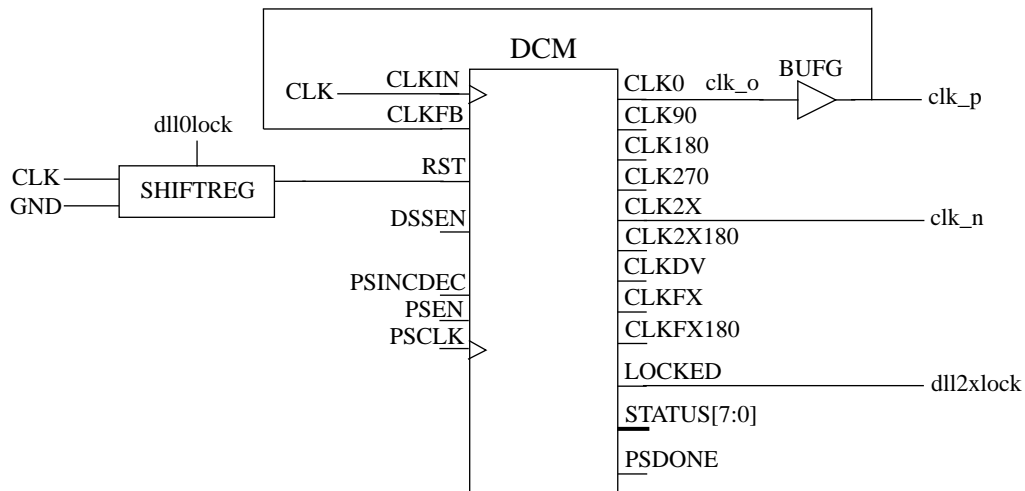 DCM
CLKIN
CLK0
clk_o
BUFG
CLK
clk_p
CLKFB
CLK90
dll0lock
CLK180
RST
CLK
SHIFTREG
CLK270
GND
DSSEN
CLK2X
clk_n
CLK2X180
CLKDV
PSINCDEC
CLKFX
PSEN
PSCLK
CLKFX180
LOCKED
dll2xlock
STATUS[7:0]
PSDONE